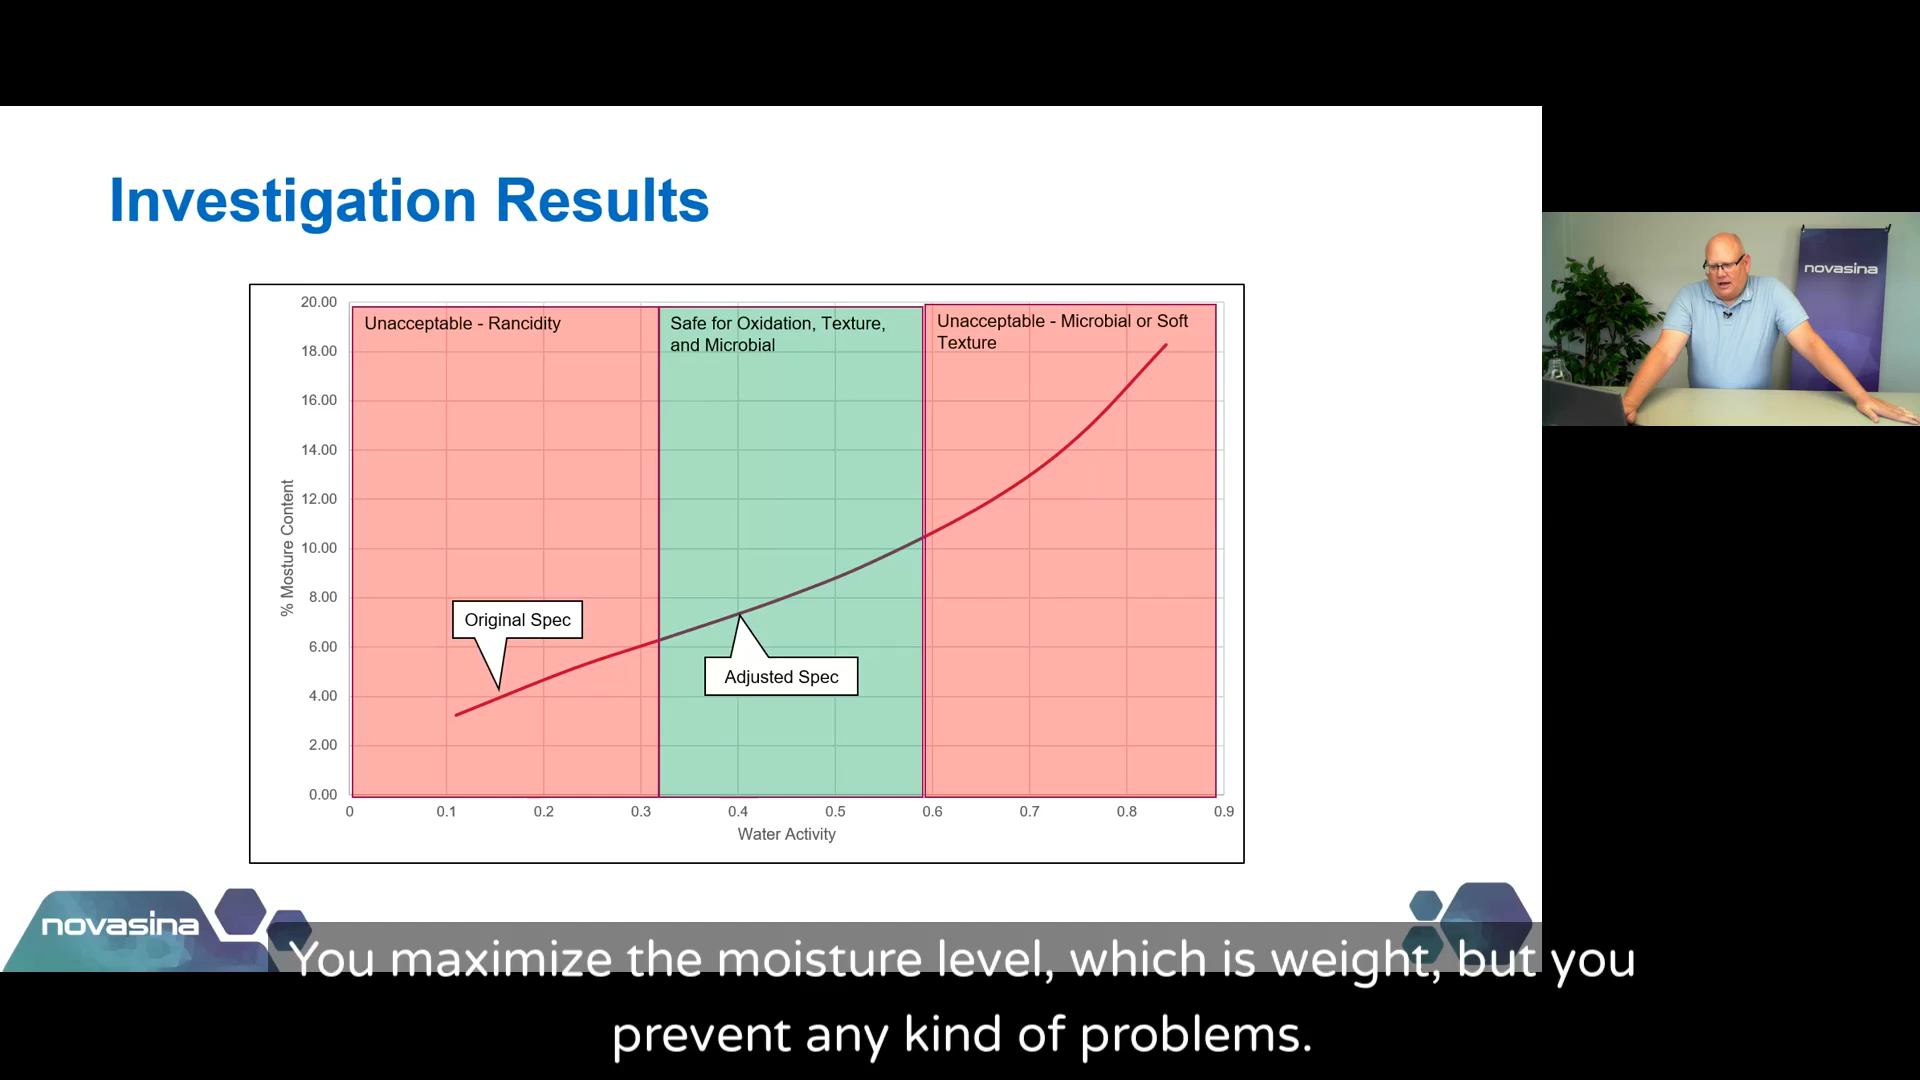 Investigation Results
20.00
18.00
16.00
14.00
12.00
10.00
8.00
6.00
4.00
2.00
0.00
% Mosture Content
Unacceptable - Rancidity
Safe for Oxidation, Texture,
and Microbial
Unacceptable - Microbial or Soft
Texture
Original Spec
Adjusted Spec
0 0.1 0.2 0.3 0.4 0.5 0.6 0.7 0.8 0.9
Water Activity
novasina
novasina
You maximize the moisture level, which is weight, but you
prevent any kind of problems.